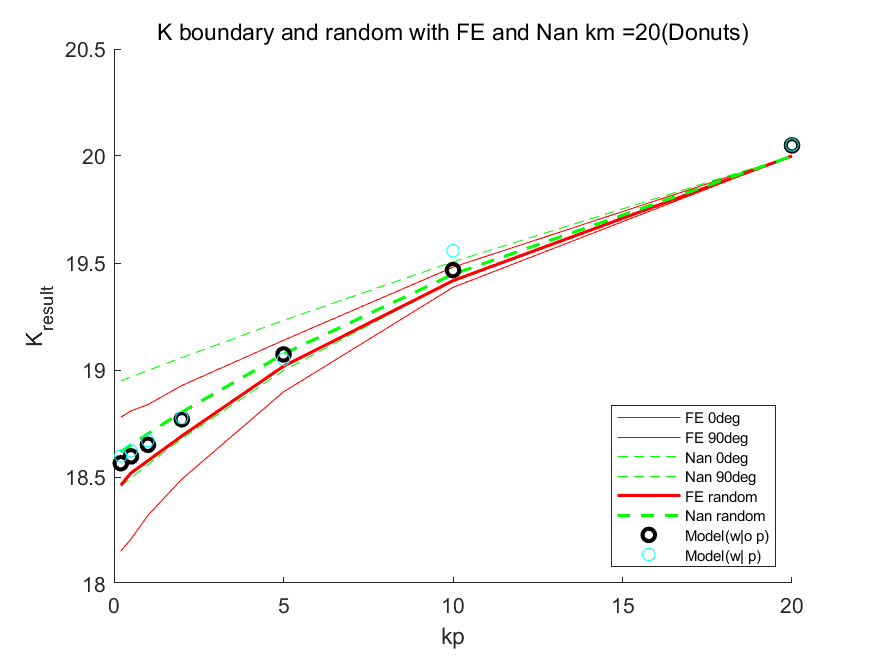 K boundary and random with FE and Nan km =20(Donuts)
20.5
20
19.5
19
18.5
18
K_result
0
5
10
15
20
kp
FE 0deg
FE 90deg
Nan 0deg
Nan 90deg
FE random
Nan random
Model(w|o p)
Model(w| p)